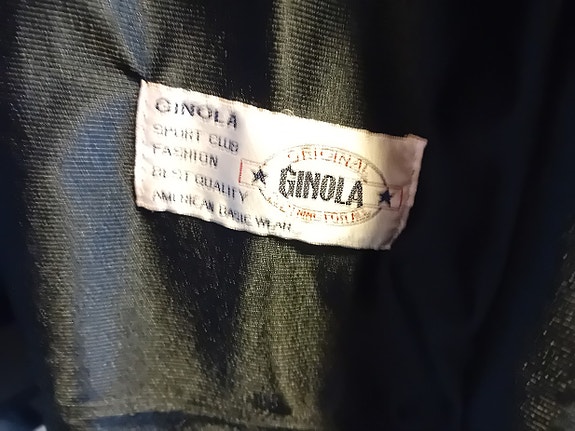 GINOLA
SPORT CLUB
FASHION
BEST QUALITY
AMERICAN BASIC WEAR
ORIGINAL
GINOLA